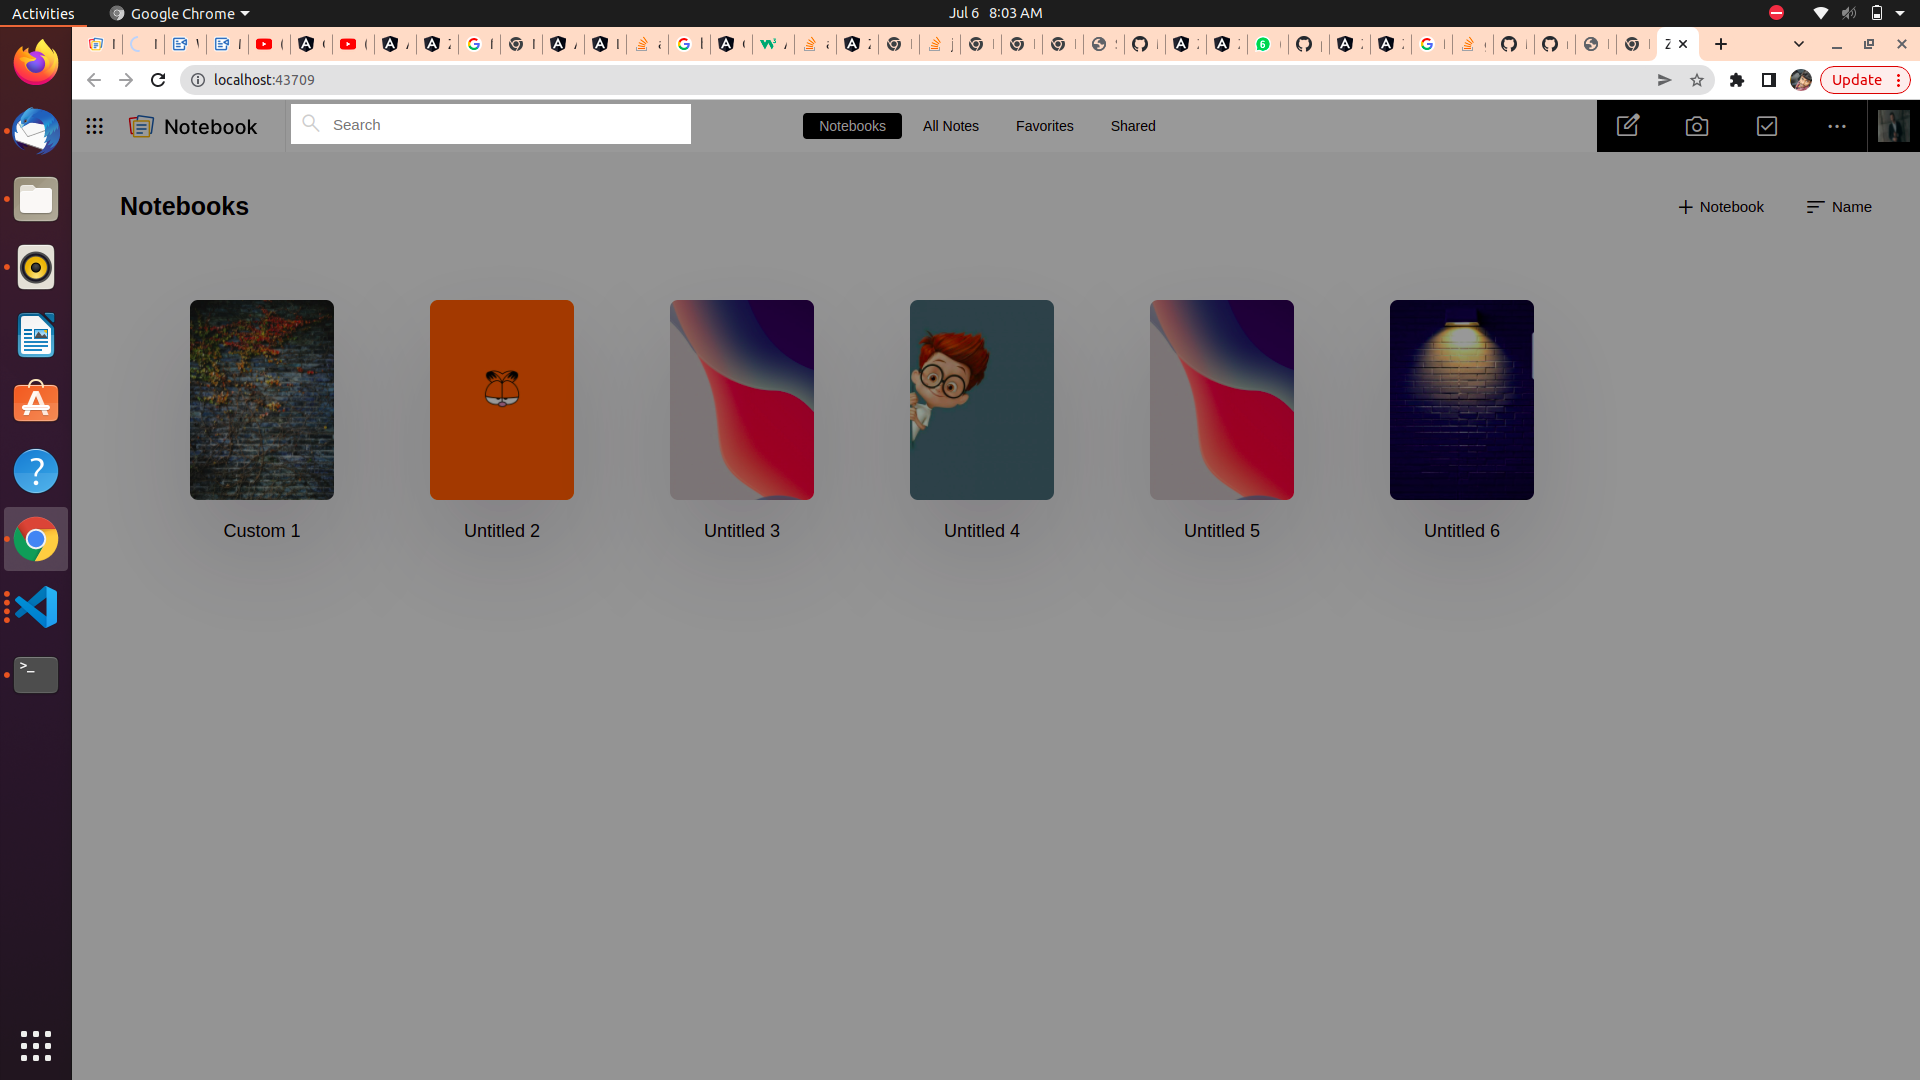 Activities
Google Chrome
Jul 6 8:03 AM
localhost:43709
Update
Notebook
Search
Notebooks
All Notes
Favorites
Shared
Notebooks
Notebook
Name
Custom 1
Untitled 2
Untitled 3
Untitled 4
Untitled 5
Untitled 6